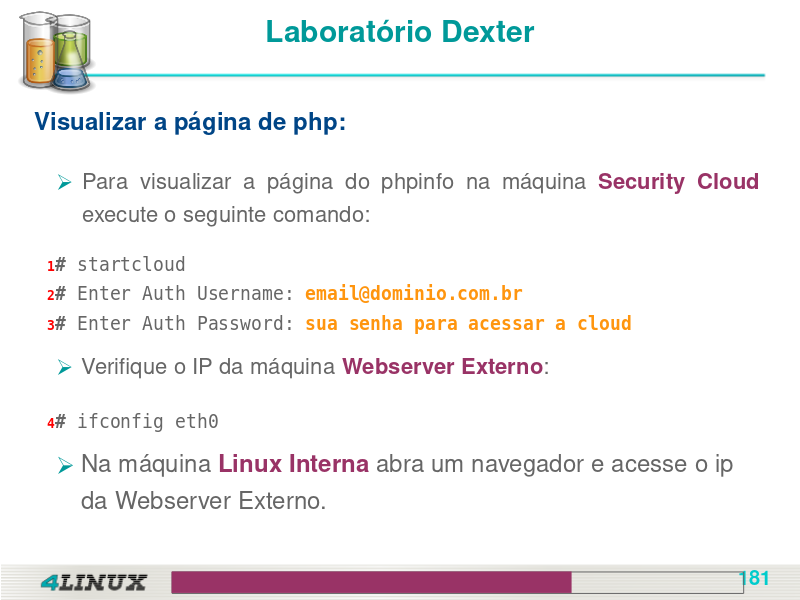 Laboratório Dexter
Visualizar a página de php:
Para visualizar a página do phpinfo na máquina Security Cloud
execute o seguinte comando:
1# startcloud
2# Enter Auth Username: email@dominio.com.br
3# Enter Auth Password: sua senha para acessar a cloud
Verifique o IP da máquina Webserver Externo:
4# ifconfig eth0
Na máquina Linux Interna abra um navegador e acesse o ip
da Webserver Externo.
4LINUX
181